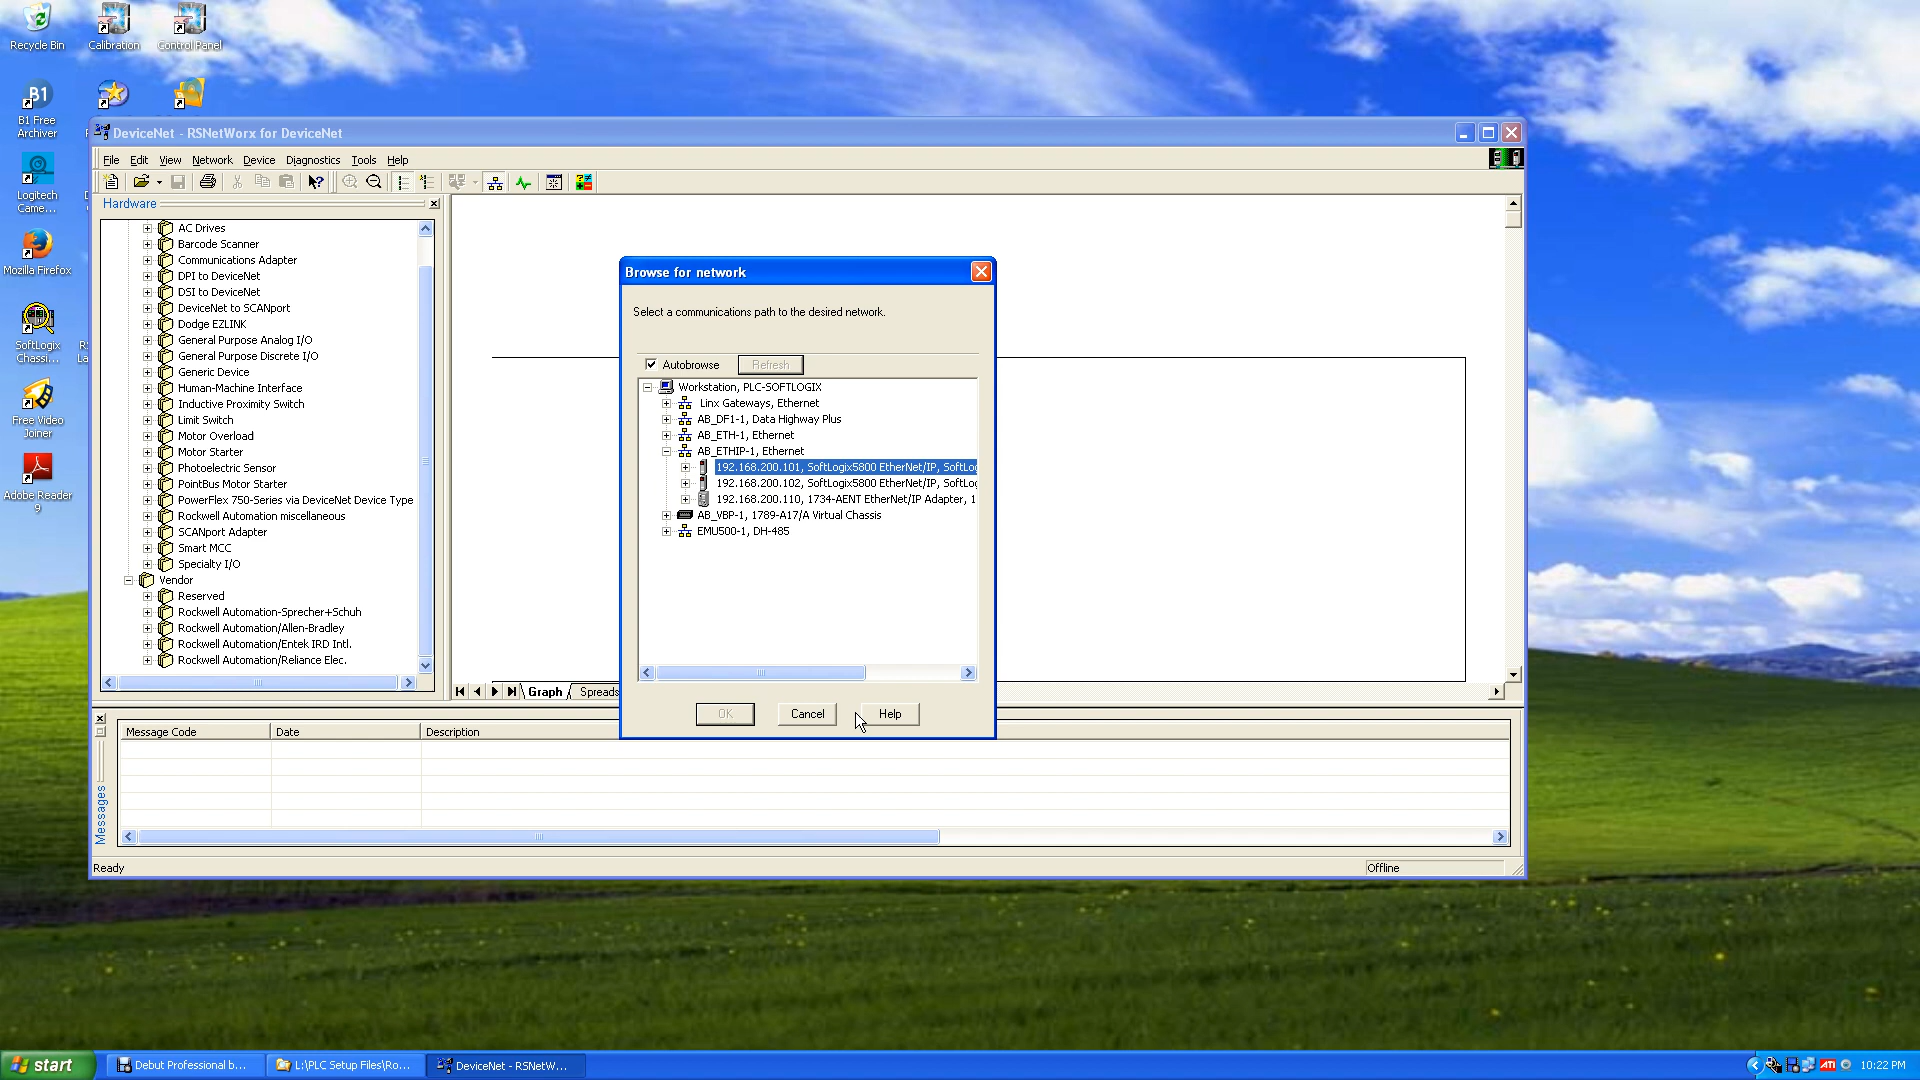 Recycle Bin
Calibration
Control Panel
B1 Free
Archiver
Logitech
Came...
Mozilla Firefox
SoftLogix
Chassi...
Free Video
Joiner
Adobe Reader
9
DeviceNet - RSNetWorx for DeviceNet
File Edit View Network Device Diagnostics Tools Help
Hardware
AC Drives
Barcode Scanner
Communications Adapter
DPI to DeviceNet
DSI to DeviceNet
DeviceNet to SCANport
Dodge EZLINK
General Purpose Analog I/O
General Purpose Discrete I/O
Generic Device
Human-Machine Interface
Inductive Proximity Switch
Limit Switch
Motor Overload
Motor Starter
Photoelectric Sensor
PointBus Motor Starter
PowerFlex 750-Series via DeviceNet Device Type
Rockwell Automation miscellaneous
SCANport Adapter
Smart MCC
Specialty I/O
Vendor
Reserved
Rockwell Automation-Sprecher+Schuh
Rockwell Automation/Allen-Bradley
Rockwell Automation/Entek IRD Intl.
Rockwell Automation/Reliance Elec.
Graph
Spreads
Browse for network
Select a communications path to the desired network.
Autobrowse
Refresh
Workstation, PLC-SOFTLOGIX
Linx Gateways, Ethernet
AB_DF1-1, Data Highway Plus
AB_ETH-1, Ethernet
AB_ETHIP-1, Ethernet
192.168.200.101, SoftLogix5800 EtherNet/IP, SoftLog
192.168.200.102, SoftLogix5800 EtherNet/IP, SoftLog
192.168.200.110, 1734-AENT EtherNet/IP Adapter, 1
AB_VBP-1, 1789-A17/A Virtual Chassis
EMU500-1, DH-485
OK
Cancel
Help
Messages
Message Code
Date
Description
Ready
Offline
start
Debut Professional b...
L:\PLC Setup Files\Ro...
DeviceNet - RSNetW...
ATI
10:22 PM